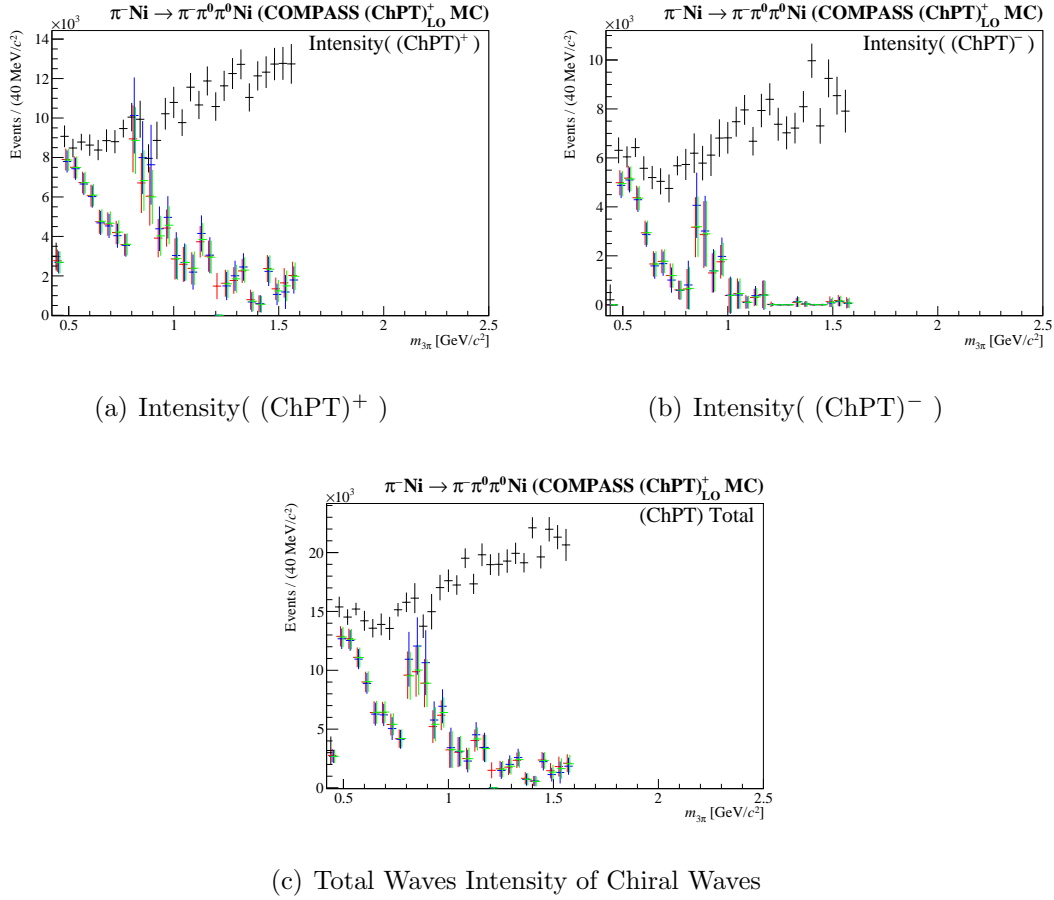 π⁻Ni → π⁻π⁰π⁰Ni (COMPASS (ChPT)⁺LO MC)
×10³
Intensity( (ChPT)⁺ )
Events / (40 MeV/c²)
14
12
10
8
6
4
2
0
0.5 1 1.5 2 2.5
m3π [GeV/c²]
(a) Intensity( (ChPT)⁺ )
π⁻Ni → π⁻π⁰π⁰Ni (COMPASS (ChPT)⁺LO MC)
×10³
Intensity( (ChPT)⁻ )
Events / (40 MeV/c²)
10
8
6
4
2
0
0.5 1 1.5 2 2.5
m3π [GeV/c²]
(b) Intensity( (ChPT)⁻ )
π⁻Ni → π⁻π⁰π⁰Ni (COMPASS (ChPT)⁺LO MC)
×10³
(ChPT) Total
Events / (40 MeV/c²)
20
15
10
5
0
0.5 1 1.5 2 2.5
m3π [GeV/c²]
(c) Total Waves Intensity of Chiral Waves